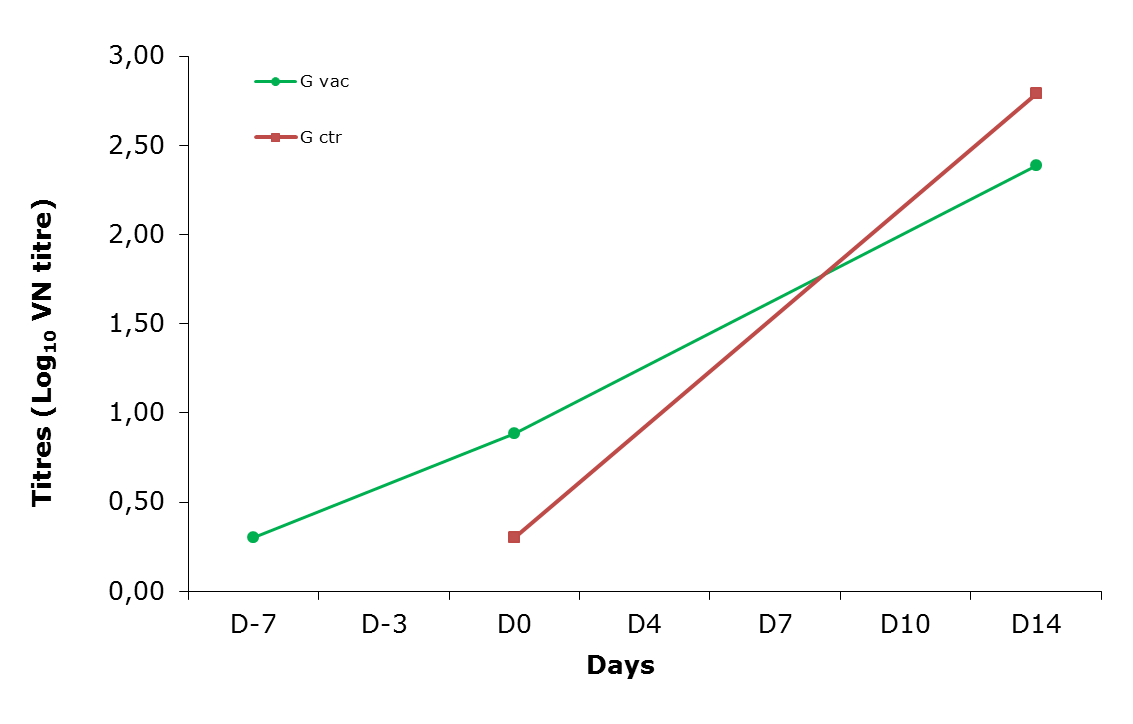 3,00
2,50
2,00
1,50
1,00
0,50
0,00
G vac
G ctr
Titres (Log₁₀ VN titre)
D-7 D-3 D0 D4 D7 D10 D14
Days